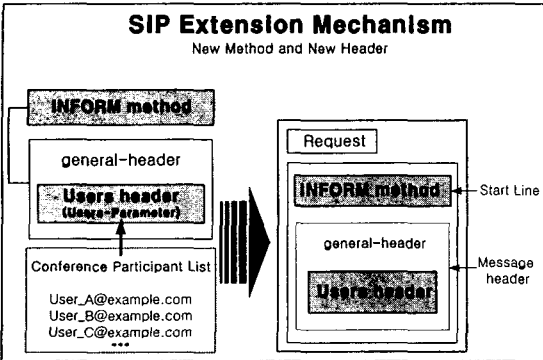 SIP Extension Mechanism
New Method and New Header
INFORM method
general-header
Users header
(Users-Parameter)
Conference Participant List
User_A@example.com
User_B@example.com
User_C@example.com
•••
Request
INFORM method
Start Line
general-header
Message
header
Users header